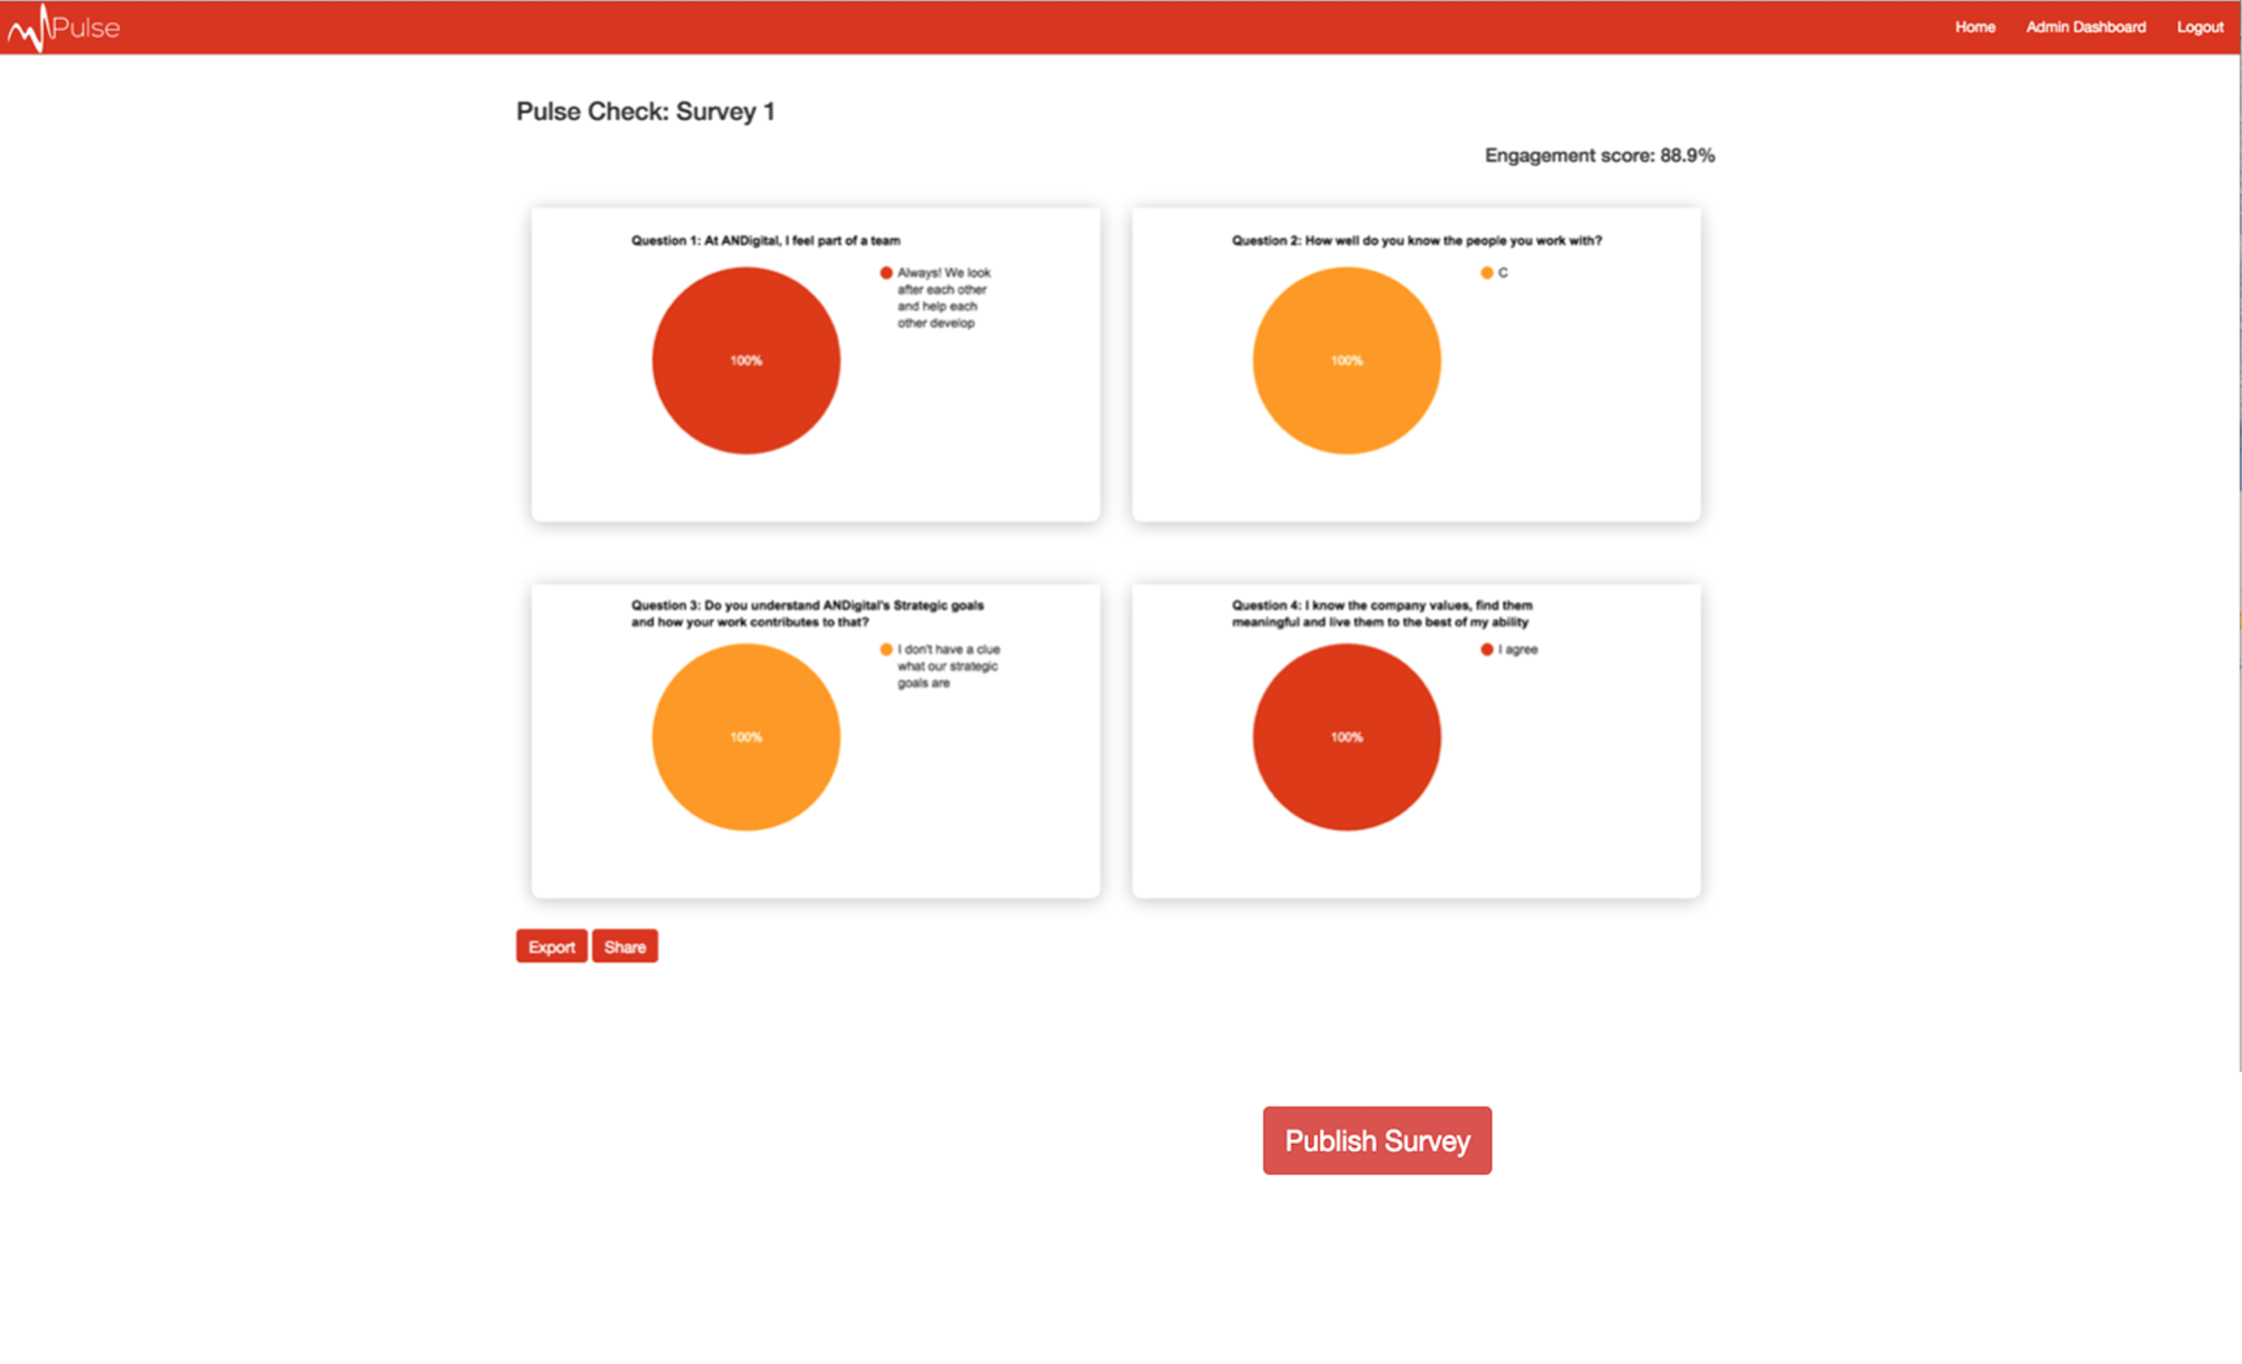 Pulse
Home Admin Dashboard Logout
Pulse Check: Survey 1
Engagement score: 88.9%
Question 1: At ANDigital, I feel part of a team
Always! We look
after each other
and help each
other develop
100%
Question 2: How well do you know the people you work with?
C
100%
Question 3: Do you understand ANDigital's Strategic goals
and how your work contributes to that?
I don't have a clue
what our strategic
goals are
100%
Question 4: I know the company values, find them
meaningful and live them to the best of my ability
I agree
100%
Export Share
Publish Survey